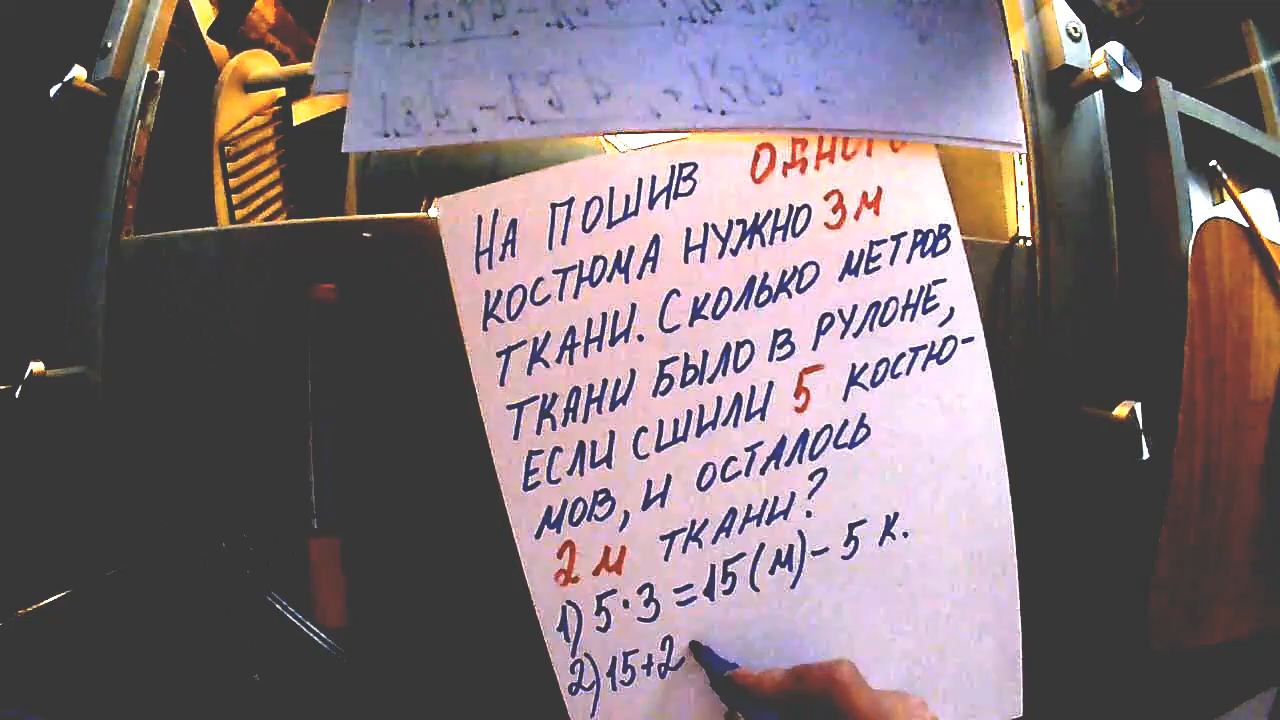 НА ПОШИВ
КОСТЮМА НУЖНО 3 м
ТКАНИ. СКОЛЬКО МЕТРОВ
ТКАНИ БЫЛО В РУЛОНЕ,
ЕСЛИ СШИЛИ 5 КОСТЮ-
МОВ, И ОСТАЛОСЬ
2 м ТКАНИ?
1) 5·3=15(м)- 5 к.
2) 15+2